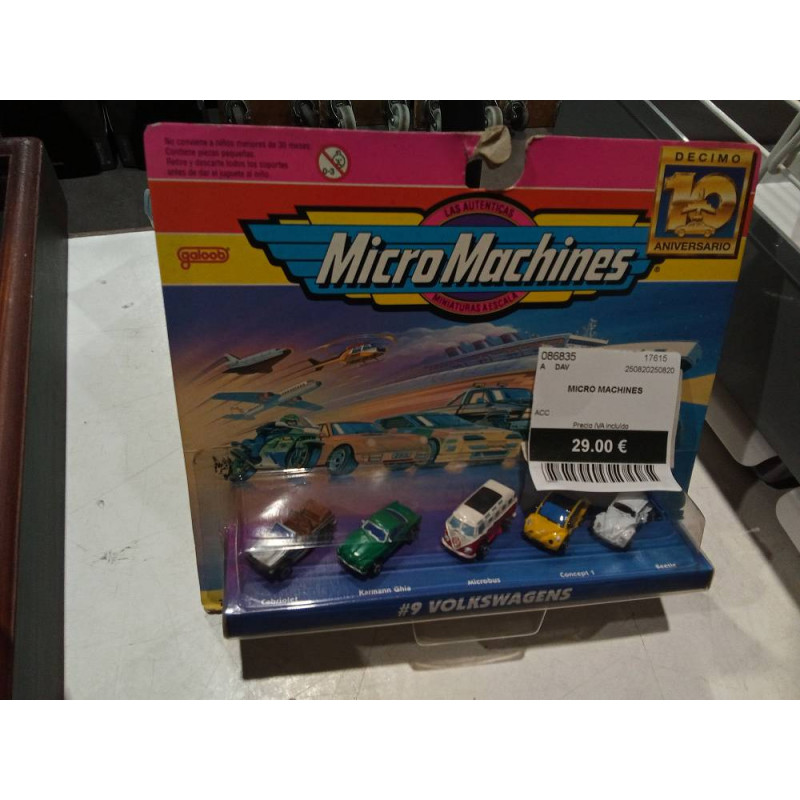 No conviene a niños menores de 36 meses.
Contiene piezas pequeñas.
Retire y descarte todos los soportes
antes de dar el juguete al niño.
0-3
DECIMO
10
ANIVERSARIO
galoob
LAS AUTENTICAS
Micro Machines
MINIATURAS A ESCALA
086835 17615
A DAV 250820250820
MICRO MACHINES
ACC
Precio IVA incluido
29.00 €
Cabriolet
Karmann Ghia
Microbus
Concept 1
Beetle
#9 VOLKSWAGENS